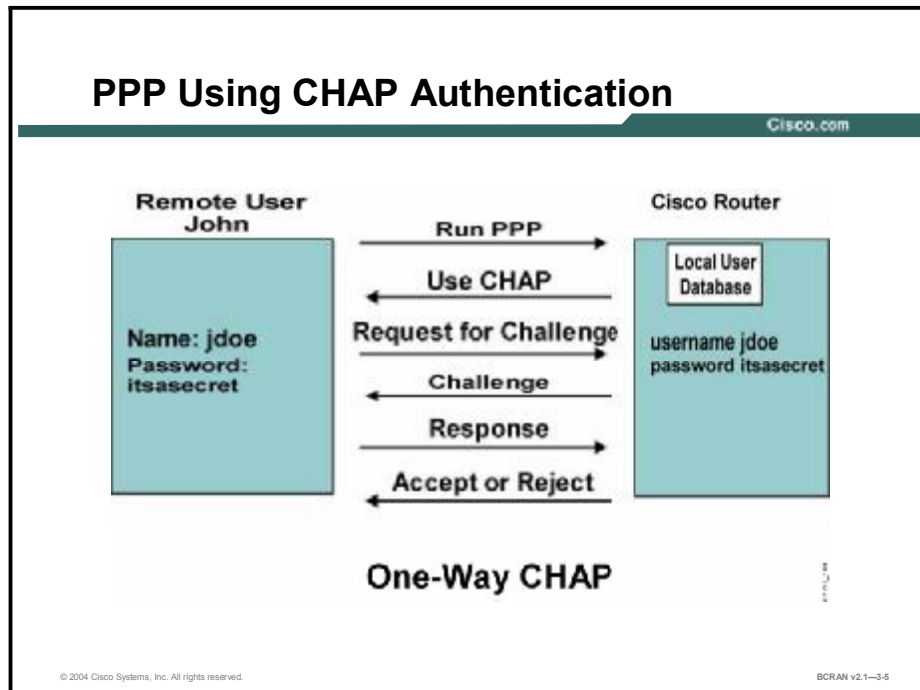 PPP Using CHAP Authentication
Cisco.com
Remote User
John
Cisco Router
Run PPP
Local User
Database
Use CHAP
Name: jdoe
Password:
itsasecret
Request for Challenge
username jdoe
password itsasecret
Challenge
Response
Accept or Reject
One-Way CHAP
© 2004 Cisco Systems, Inc. All rights reserved.
BCRAN v2.1—3-5